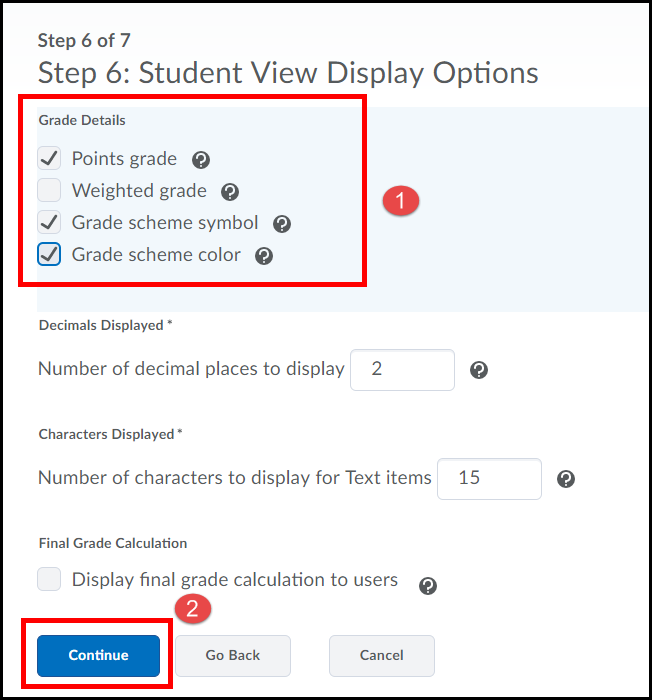 Step 6 of 7
Step 6: Student View Display Options
Grade Details
Points grade ?
Weighted grade ?
1
Grade scheme symbol ?
Grade scheme color ?
Decimals Displayed *
Number of decimal places to display 2 ?
Characters Displayed *
Number of characters to display for Text items 15 ?
Final Grade Calculation
Display final grade calculation to users ?
2
Continue Go Back Cancel